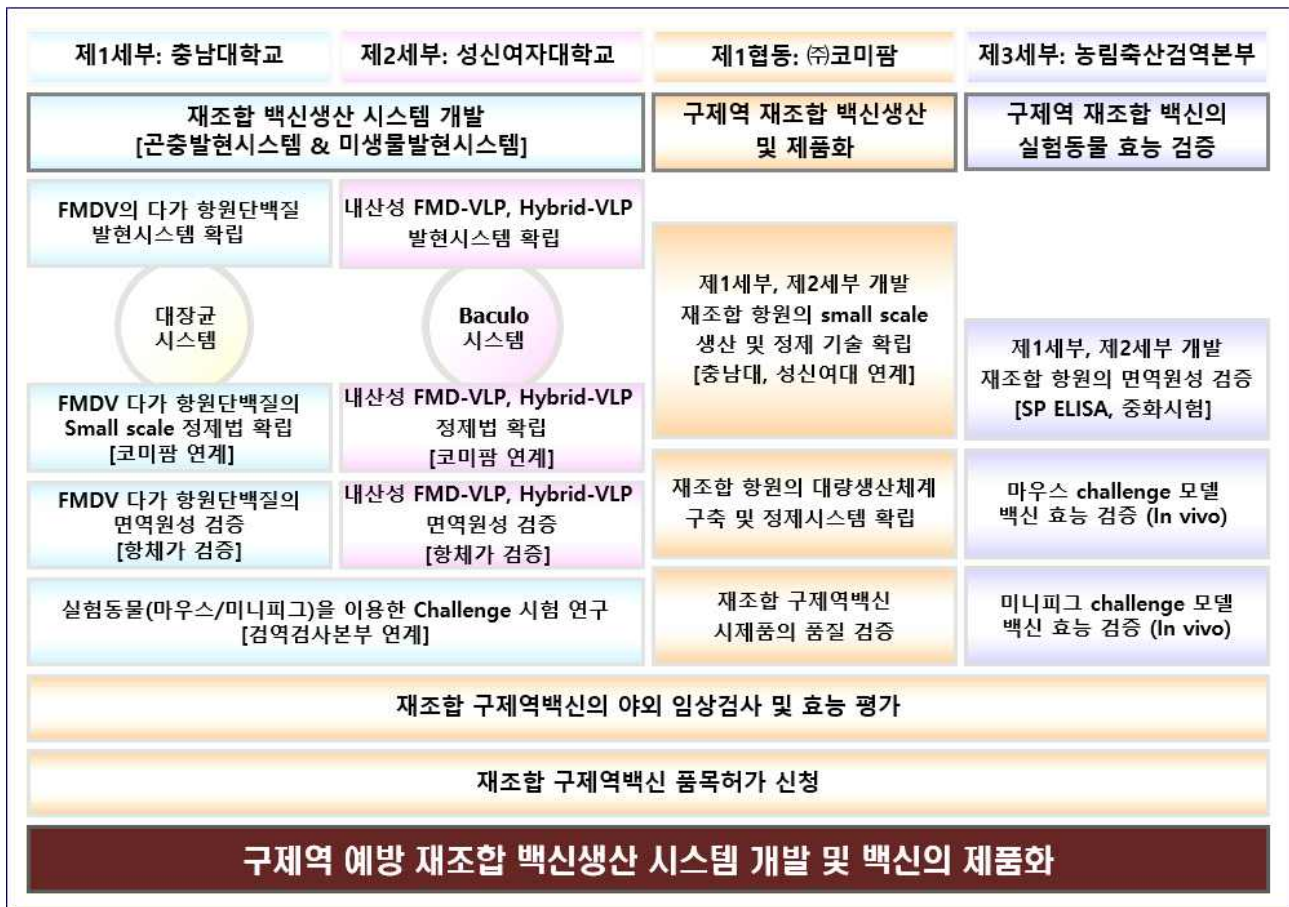 제1세부: 충남대학교
제2세부: 성신여자대학교
제1협동: ㈜코미팜
제3세부: 농림축산검역본부
재조합 백신생산 시스템 개발
[곤충발현시스템 & 미생물발현시스템]
구제역 재조합 백신생산
및 제품화
구제역 재조합 백신의
실험동물 효능 검증
FMDV의 다가 항원단백질
발현시스템 확립
대장균
시스템
FMDV 다가 항원단백질의
Small scale 정제법 확립
[코미팜 연계]
FMDV 다가 항원단백질의
면역원성 검증
[항체가 검증]
내산성 FMD-VLP, Hybrid-VLP
발현시스템 확립
Baculo
시스템
내산성 FMD-VLP, Hybrid-VLP
정제법 확립
[코미팜 연계]
내산성 FMD-VLP, Hybrid-VLP
면역원성 검증
[항체가 검증]
실험동물(마우스/미니피그)을 이용한 Challenge 시험 연구
[검역검사본부 연계]
제1세부, 제2세부 개발
재조합 항원의 small scale
생산 및 정제 기술 확립
[충남대, 성신여대 연계]
재조합 항원의 대량생산체계
구축 및 정제시스템 확립
재조합 구제역백신
시제품의 품질 검증
제1세부, 제2세부 개발
재조합 항원의 면역원성 검증
[SP ELISA, 중화시험]
마우스 challenge 모델
백신 효능 검증 (In vivo)
미니피그 challenge 모델
백신 효능 검증 (In vivo)
재조합 구제역백신의 야외 임상검사 및 효능 평가
재조합 구제역백신 품목허가 신청
구제역 예방 재조합 백신생산 시스템 개발 및 백신의 제품화